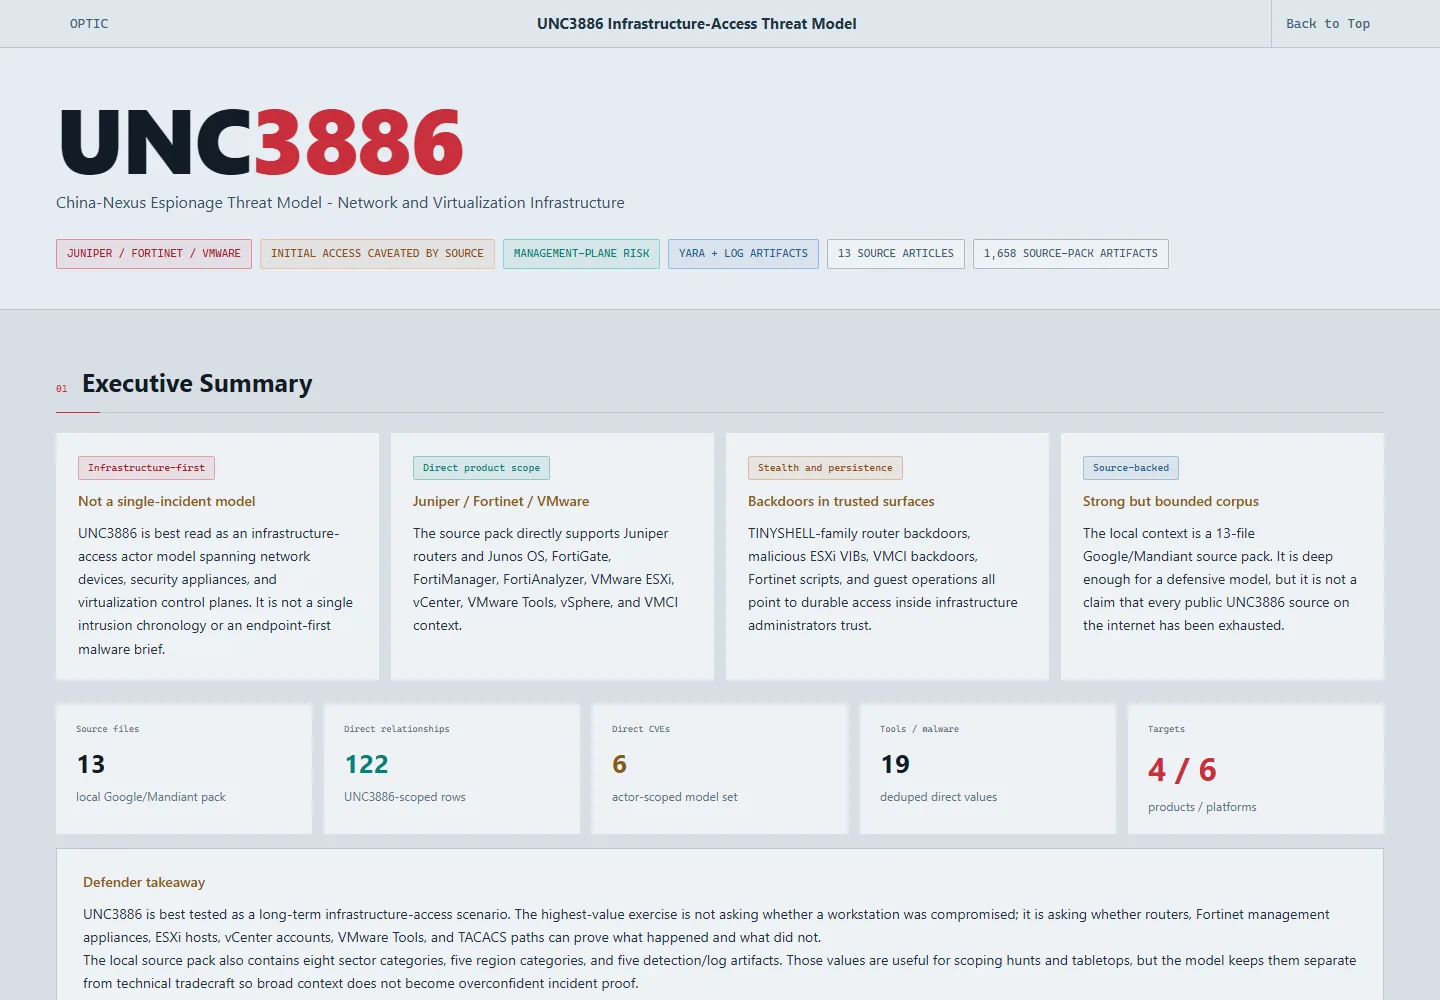 OPTIC
UNC3886 Infrastructure-Access Threat Model
Back to Top
UNC3886
China-Nexus Espionage Threat Model - Network and Virtualization Infrastructure
JUNIPER / FORTINET / VMWARE
INITIAL ACCESS CAVEATED BY SOURCE
MANAGEMENT-PLANE RISK
YARA + LOG ARTIFACTS
13 SOURCE ARTICLES
1,658 SOURCE-PACK ARTIFACTS
01 Executive Summary
Infrastructure-first
Not a single-incident model
UNC3886 is best read as an infrastructure-
access actor model spanning network
devices, security appliances, and
virtualization control planes. It is not a single
intrusion chronology or an endpoint-first
malware brief.
Direct product scope
Juniper / Fortinet / VMware
The source pack directly supports Juniper
routers and Junos OS, FortiGate,
FortiManager, FortiAnalyzer, VMware ESXi,
vCenter, VMware Tools, vSphere, and VMCI
context.
Stealth and persistence
Backdoors in trusted surfaces
TINYSHELL-family router backdoors,
malicious ESXi VIBs, VMCI backdoors,
Fortinet scripts, and guest operations all
point to durable access inside infrastructure
administrators trust.
Source-backed
Strong but bounded corpus
The local context is a 13-file
Google/Mandiant source pack. It is deep
enough for a defensive model, but it is not a
claim that every public UNC3886 source on
the internet has been exhausted.
Source files
13
local Google/Mandiant pack
Direct relationships
122
UNC3886-scoped rows
Direct CVEs
6
actor-scoped model set
Tools / malware
19
deduped direct values
Targets
4 / 6
products / platforms
Defender takeaway
UNC3886 is best tested as a long-term infrastructure-access scenario. The highest-value exercise is not asking whether a workstation was compromised; it is asking whether routers, Fortinet management
appliances, ESXi hosts, vCenter accounts, VMware Tools, and TACACS paths can prove what happened and what did not.
The local source pack also contains eight sector categories, five region categories, and five detection/log artifacts. Those values are useful for scoping hunts and tabletops, but the model keeps them separate
from technical tradecraft so broad context does not become overconfident incident proof.